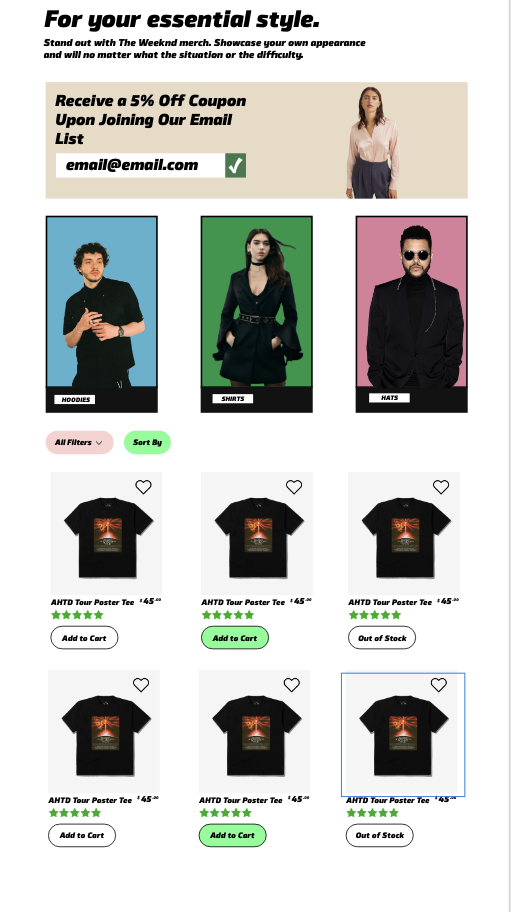 For your essential style.
Stand out with The Weeknd merch. Showcase your own appearance
and will no matter what the situation or the difficulty.
Receive a 5% Off Coupon
Upon Joining Our Email
List
email@email.com
HOODIES
SHIRTS
HATS
All Filters
Sort By
AHTD Tour Poster Tee $45.00
AHTD Tour Poster Tee $45.00
AHTD Tour Poster Tee $45.00
Add to Cart
Add to Cart
Out of Stock
AHTD Tour Poster Tee $45.00
AHTD Tour Poster Tee $45.00
AHTD Tour Poster Tee $45.00
Add to Cart
Add to Cart
Out of Stock